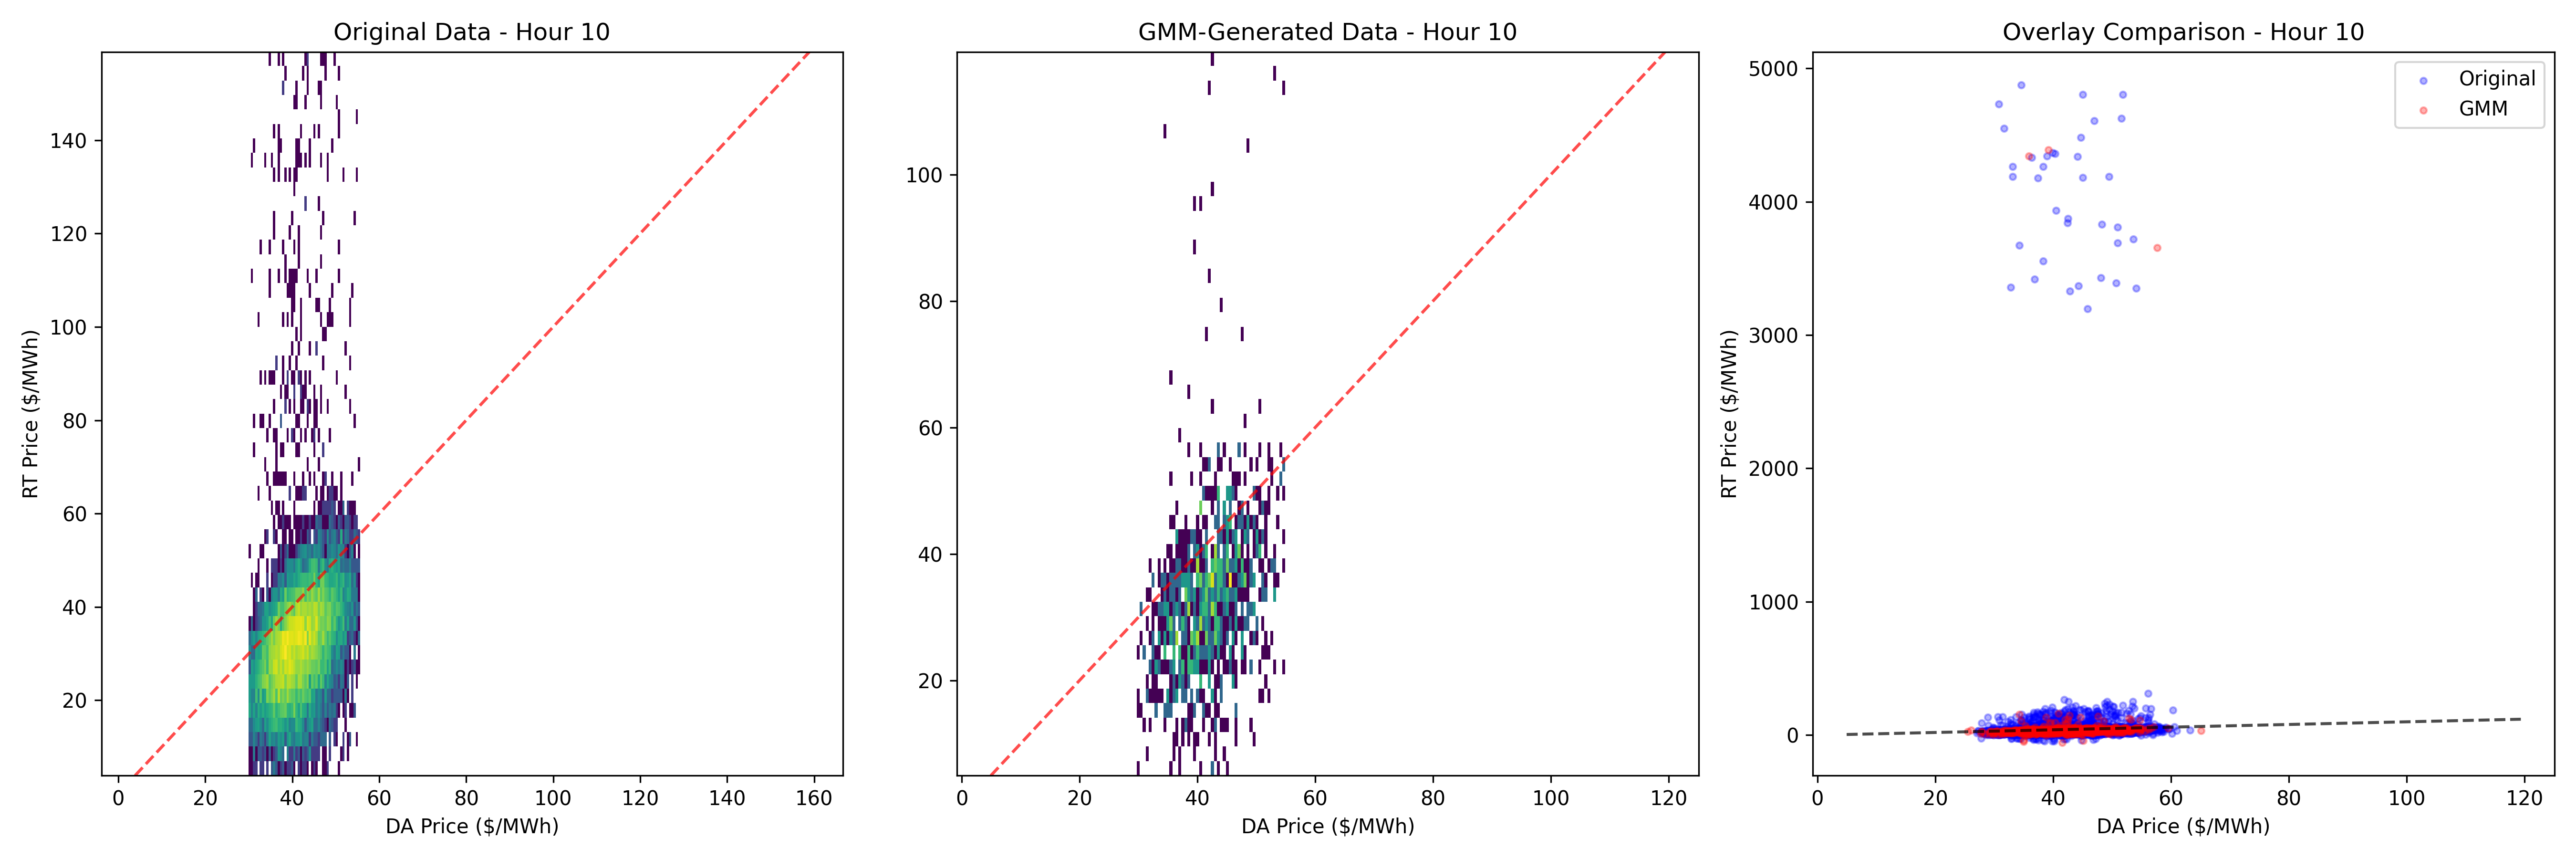 Original Data - Hour 10
RT Price ($/MWh)
140
120
100
80
60
40
20
0 20 40 60 80 100 120 140 160
DA Price ($/MWh)
GMM-Generated Data - Hour 10
100
80
60
40
20
0 20 40 60 80 100 120
DA Price ($/MWh)
Overlay Comparison - Hour 10
RT Price ($/MWh)
5000
4000
3000
2000
1000
0
Original
GMM
0 20 40 60 80 100 120
DA Price ($/MWh)